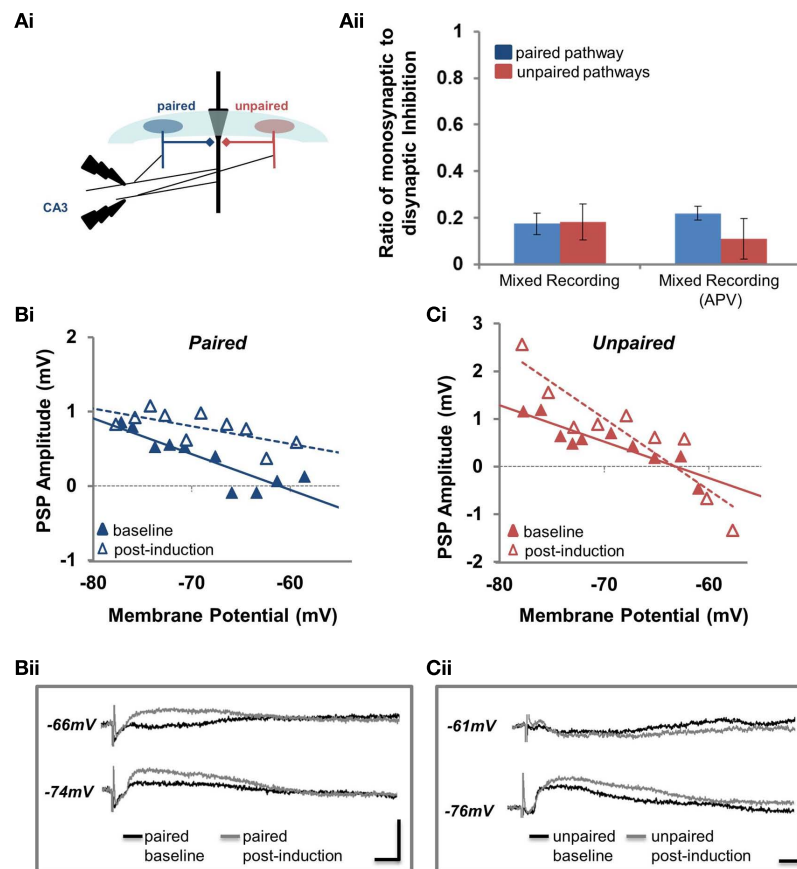 Ai
paired
unpaired
CA3
Aii
Ratio of monosynaptic to
disynaptic Inhibition
1
0.8
0.6
0.4
0.2
0
paired pathway
unpaired pathways
Mixed Recording
Mixed Recording
(APV)
Bi
Paired
PSP Amplitude (mV)
2
1
0
-1
baseline
post-induction
-80
-70
-60
Membrane Potential (mV)
Ci
Unpaired
PSP Amplitude (mV)
3
2
1
0
-1
-2
baseline
post-induction
-80
-70
-60
Membrane Potential (mV)
Bii
-66mV
-74mV
paired
baseline
paired
post-induction
Cii
-61mV
-76mV
unpaired
baseline
unpaired
post-induction